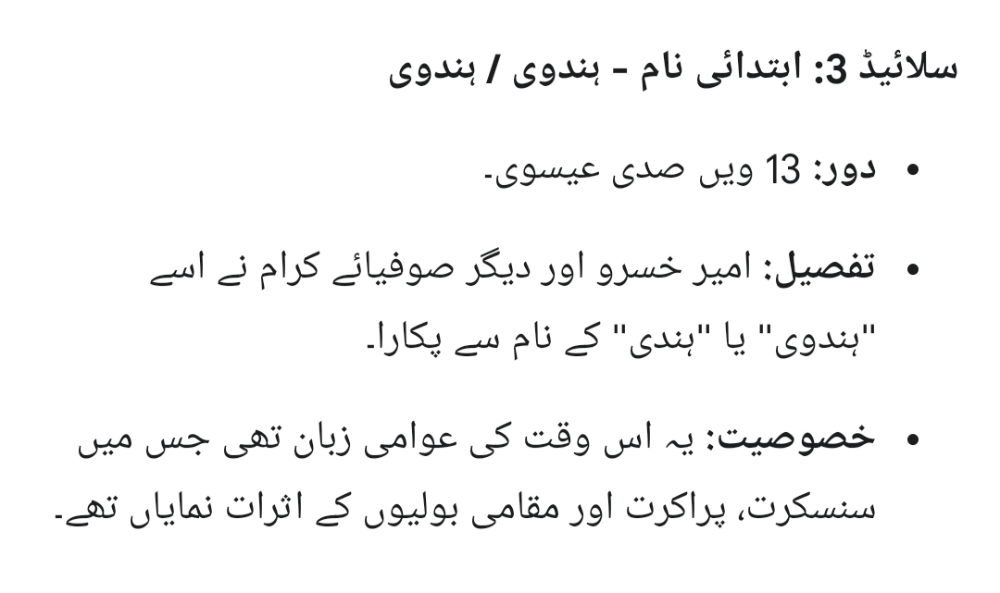 سلائیڈ 3: ابتدائی نام - ہندوی / ہندوی
• دور: 13 ویں صدی عیسوی۔
• تفصیل: امیر خسرو اور دیگر صوفیائے کرام نے اسے
"ہندوی" یا "ہندی" کے نام سے پکارا۔
• خصوصیت: یہ اس وقت کی عوامی زبان تھی جس میں
سنسکرت، پراکرت اور مقامی بولیوں کے اثرات نمایاں تھے۔